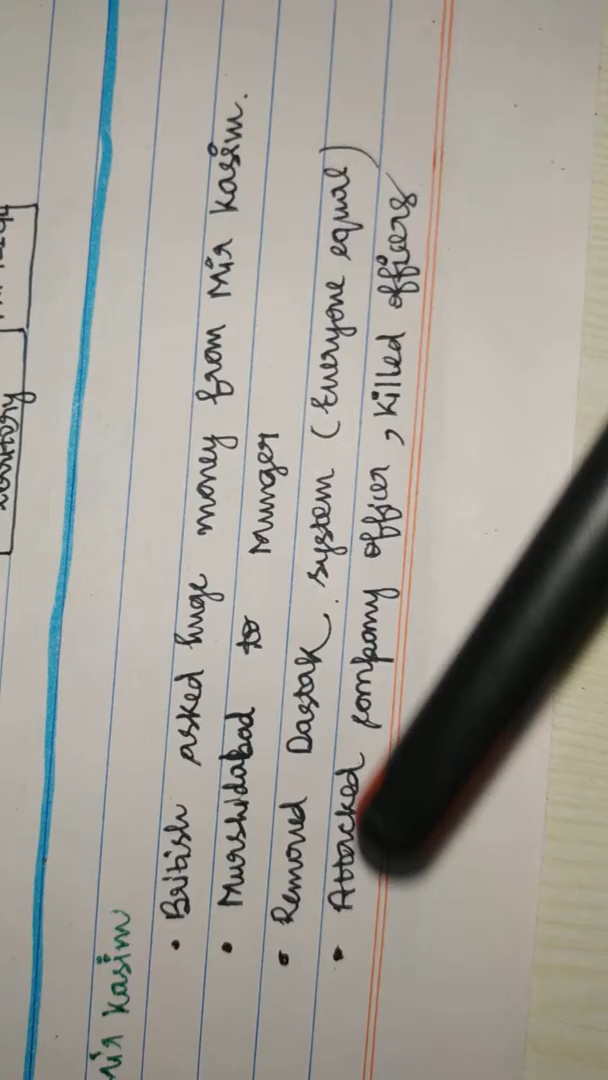 Mir Kasim
• British asked huge money from Mir Kasim.
• Murshidabad to Munger
• Removed Dastak system (Everyone equal)
• Attacked company officer, killed officers